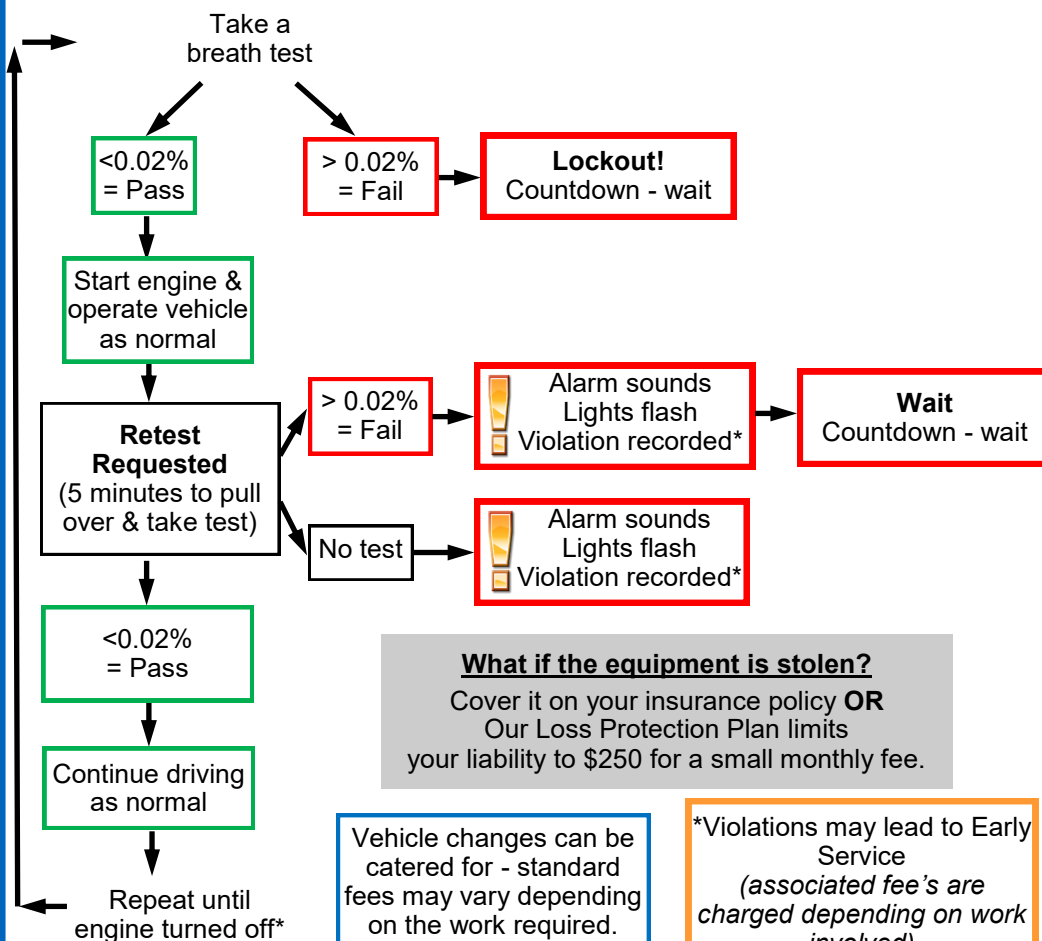 Take a
breath test
<0.02%
= Pass
> 0.02%
= Fail
Lockout!
Countdown - wait
Start engine &
operate vehicle
as normal
Retest
Requested
(5 minutes to pull
over & take test)
> 0.02%
= Fail
Alarm sounds
Lights flash
Violation recorded*
Wait
Countdown - wait
No test
Alarm sounds
Lights flash
Violation recorded*
<0.02%
= Pass
What if the equipment is stolen?
Cover it on your insurance policy OR
Our Loss Protection Plan limits
your liability to $250 for a small monthly fee.
Continue driving
as normal
Repeat until
engine turned off*
Vehicle changes can be
catered for - standard
fees may vary depending
on the work required.
*Violations may lead to Early
Service
(associated fee's are
charged depending on work
involved)